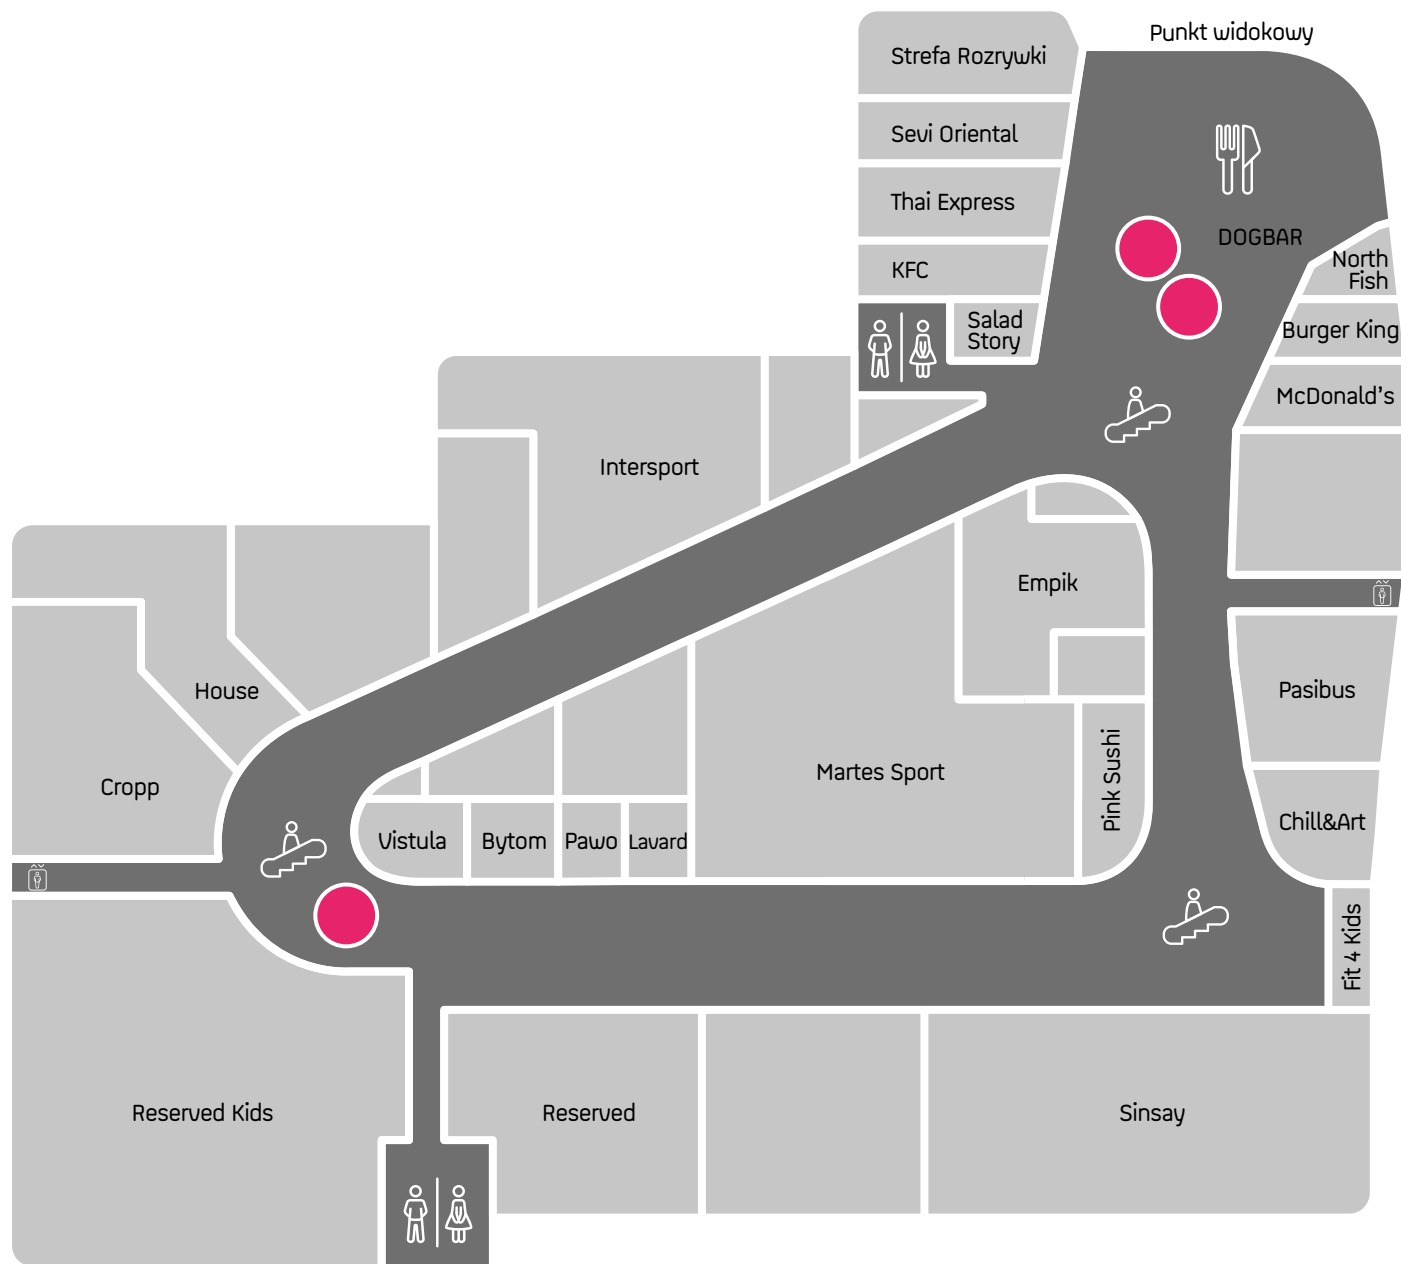 Punkt widokowy
Strefa Rozrywki
Sevi Oriental
Thai Express
KFC
Salad
Story
DOGBAR
North
Fish
Burger King
McDonald's
Intersport
Empik
House
Cropp
Pasibus
Martes Sport
Pink Sushi
Chill&Art
Vistula
Bytom
Pawo
Lavard
Fit 4 Kids
Reserved Kids
Reserved
Sinsay